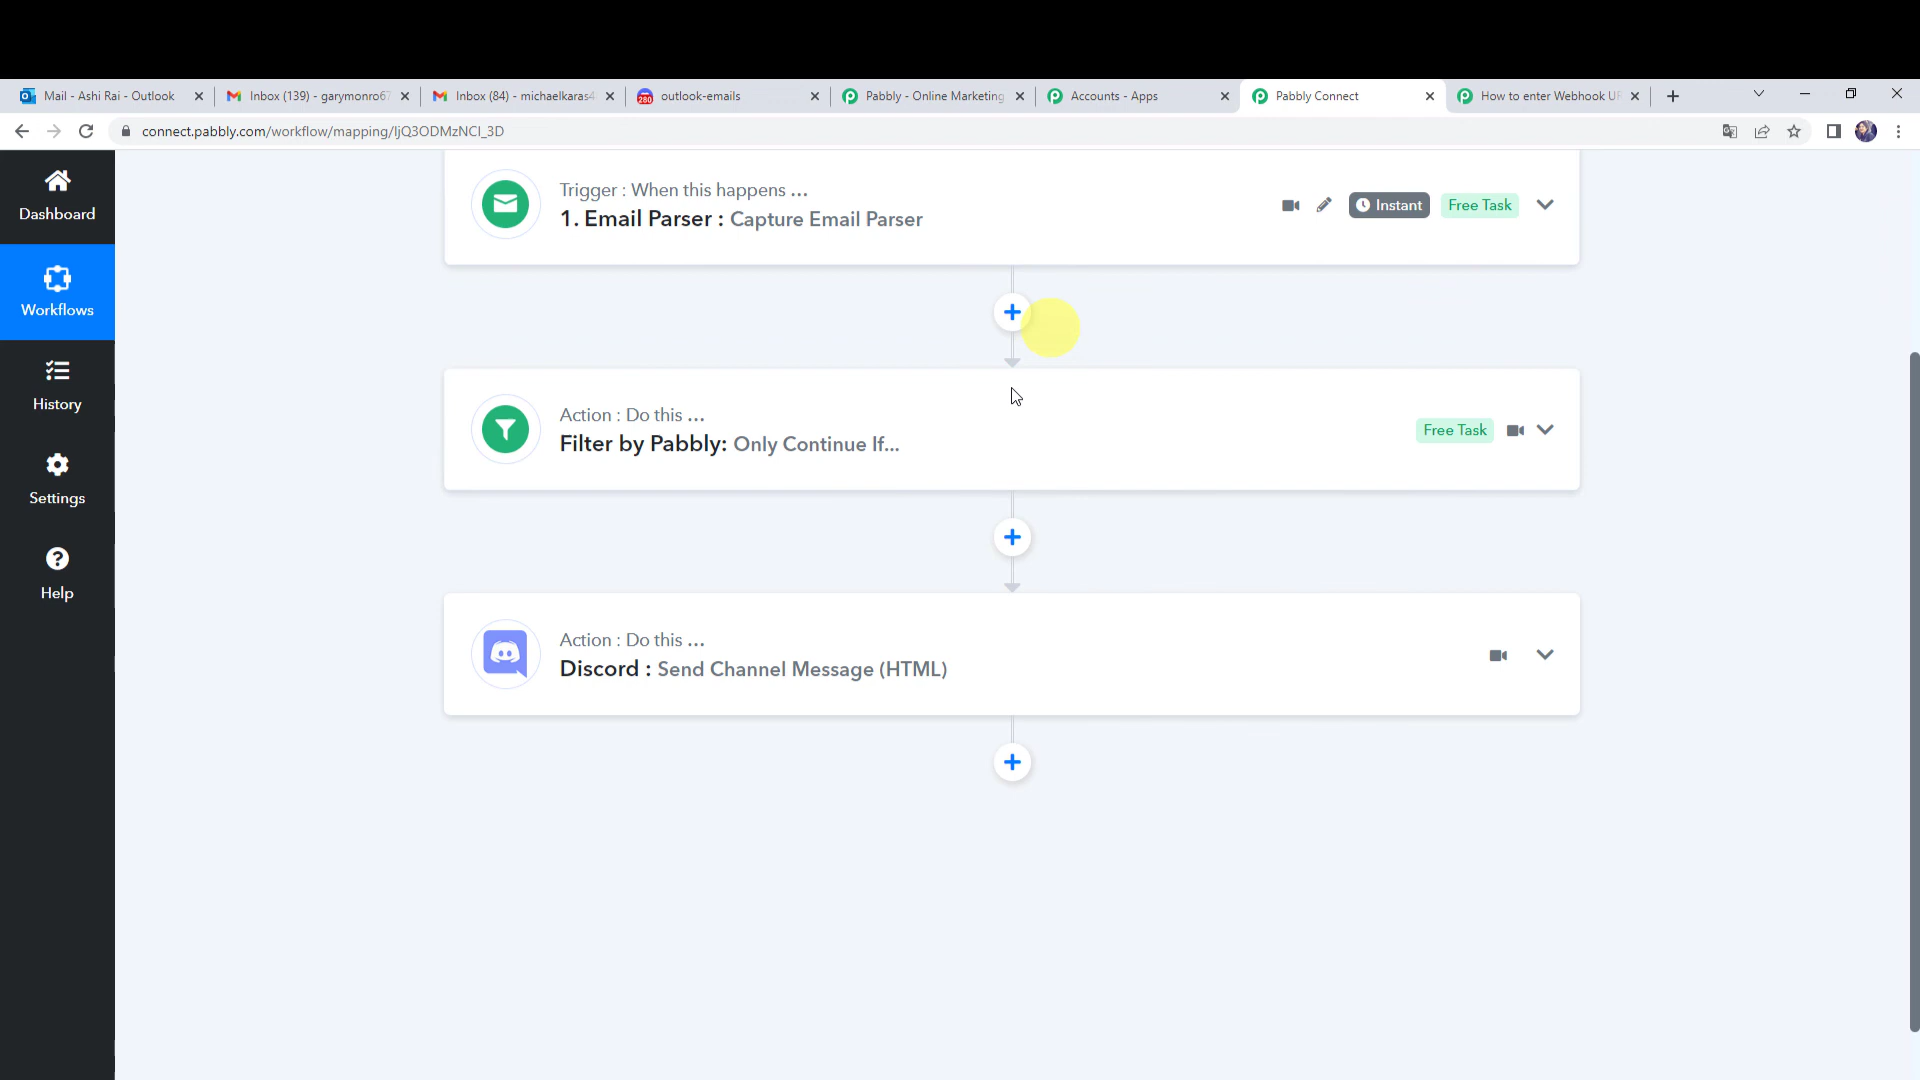 Mail - Ashi Rai - Outlook
Inbox (139) - garymonro67
Inbox (84) - michaelkaras4
280
outlook-emails
Pabbly - Online Marketing
Accounts - Apps
Pabbly Connect
How to enter Webhook UR
connect.pabbly.com/workflow/mapping/IjQ3ODMzNCI_3D
Dashboard
Workflows
History
Settings
Help
Trigger : When this happens ...
1. Email Parser : Capture Email Parser
Instant
Free Task
Action : Do this ...
Filter by Pabbly: Only Continue If...
Free Task
Action : Do this ...
Discord : Send Channel Message (HTML)